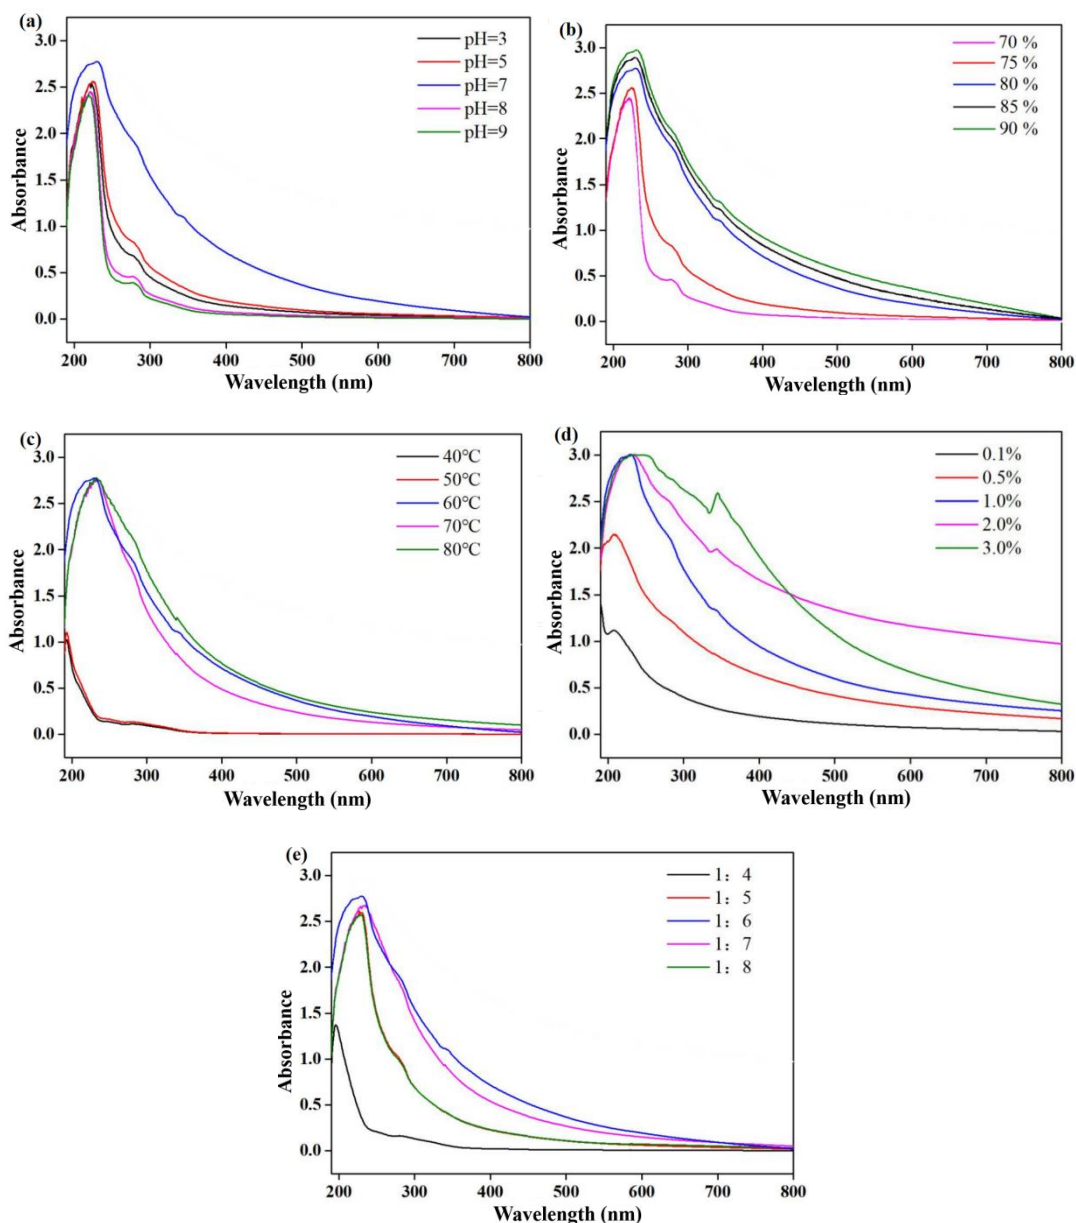 (a)
3.0
2.5
2.0
1.5
1.0
0.5
0.0
Absorbance
pH=3
pH=5
pH=7
pH=8
pH=9
200 300 400 500 600 700 800
Wavelength (nm)
(b)
3.0
2.5
2.0
1.5
1.0
0.5
0.0
Absorbance
70 %
75 %
80 %
85 %
90 %
200 300 400 500 600 700 800
Wavelength (nm)
(c)
3.0
2.5
2.0
1.5
1.0
0.5
0.0
Absorbance
40℃
50℃
60℃
70℃
80℃
200 300 400 500 600 700 800
Wavelength (nm)
(d)
3.0
2.5
2.0
1.5
1.0
0.5
0.0
Absorbance
0.1%
0.5%
1.0%
2.0%
3.0%
200 300 400 500 600 700 800
Wavelength (nm)
(e)
3.0
2.5
2.0
1.5
1.0
0.5
0.0
Absorbance
1：4
1：5
1：6
1：7
1：8
200 300 400 500 600 700 800
Wavelength (nm)